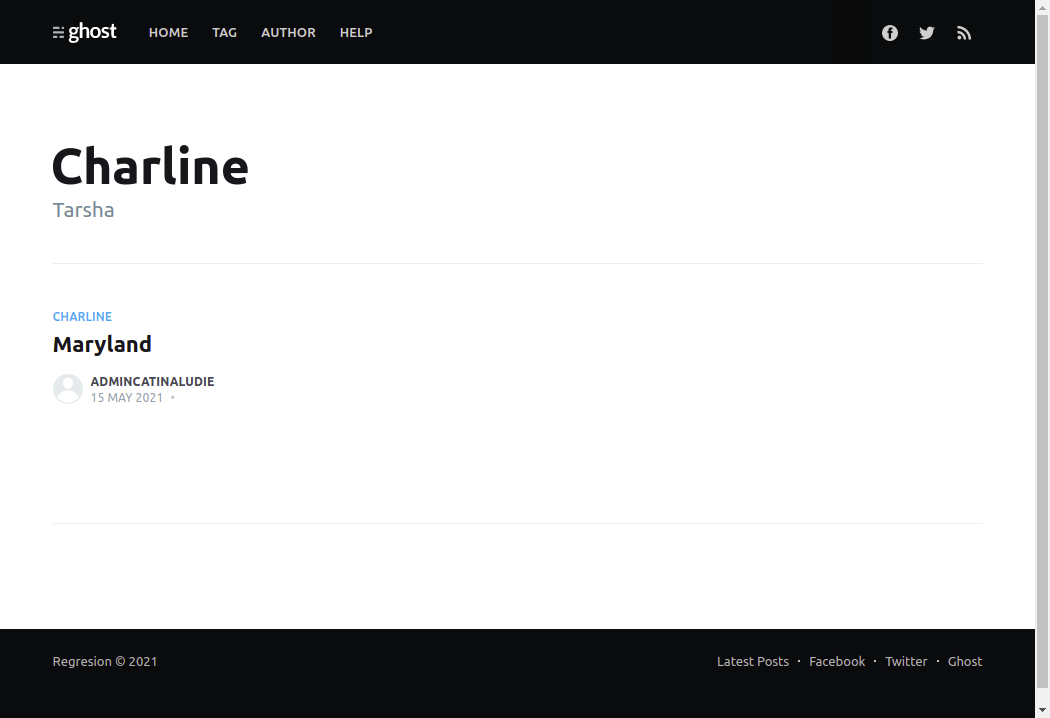 ghost HOME TAG AUTHOR HELP
Charline
Tarsha
CHARLINE
Maryland
ADMINCATINALUDIE
15 MAY 2021 •
Regresion © 2021 Latest Posts • Facebook • Twitter • Ghost